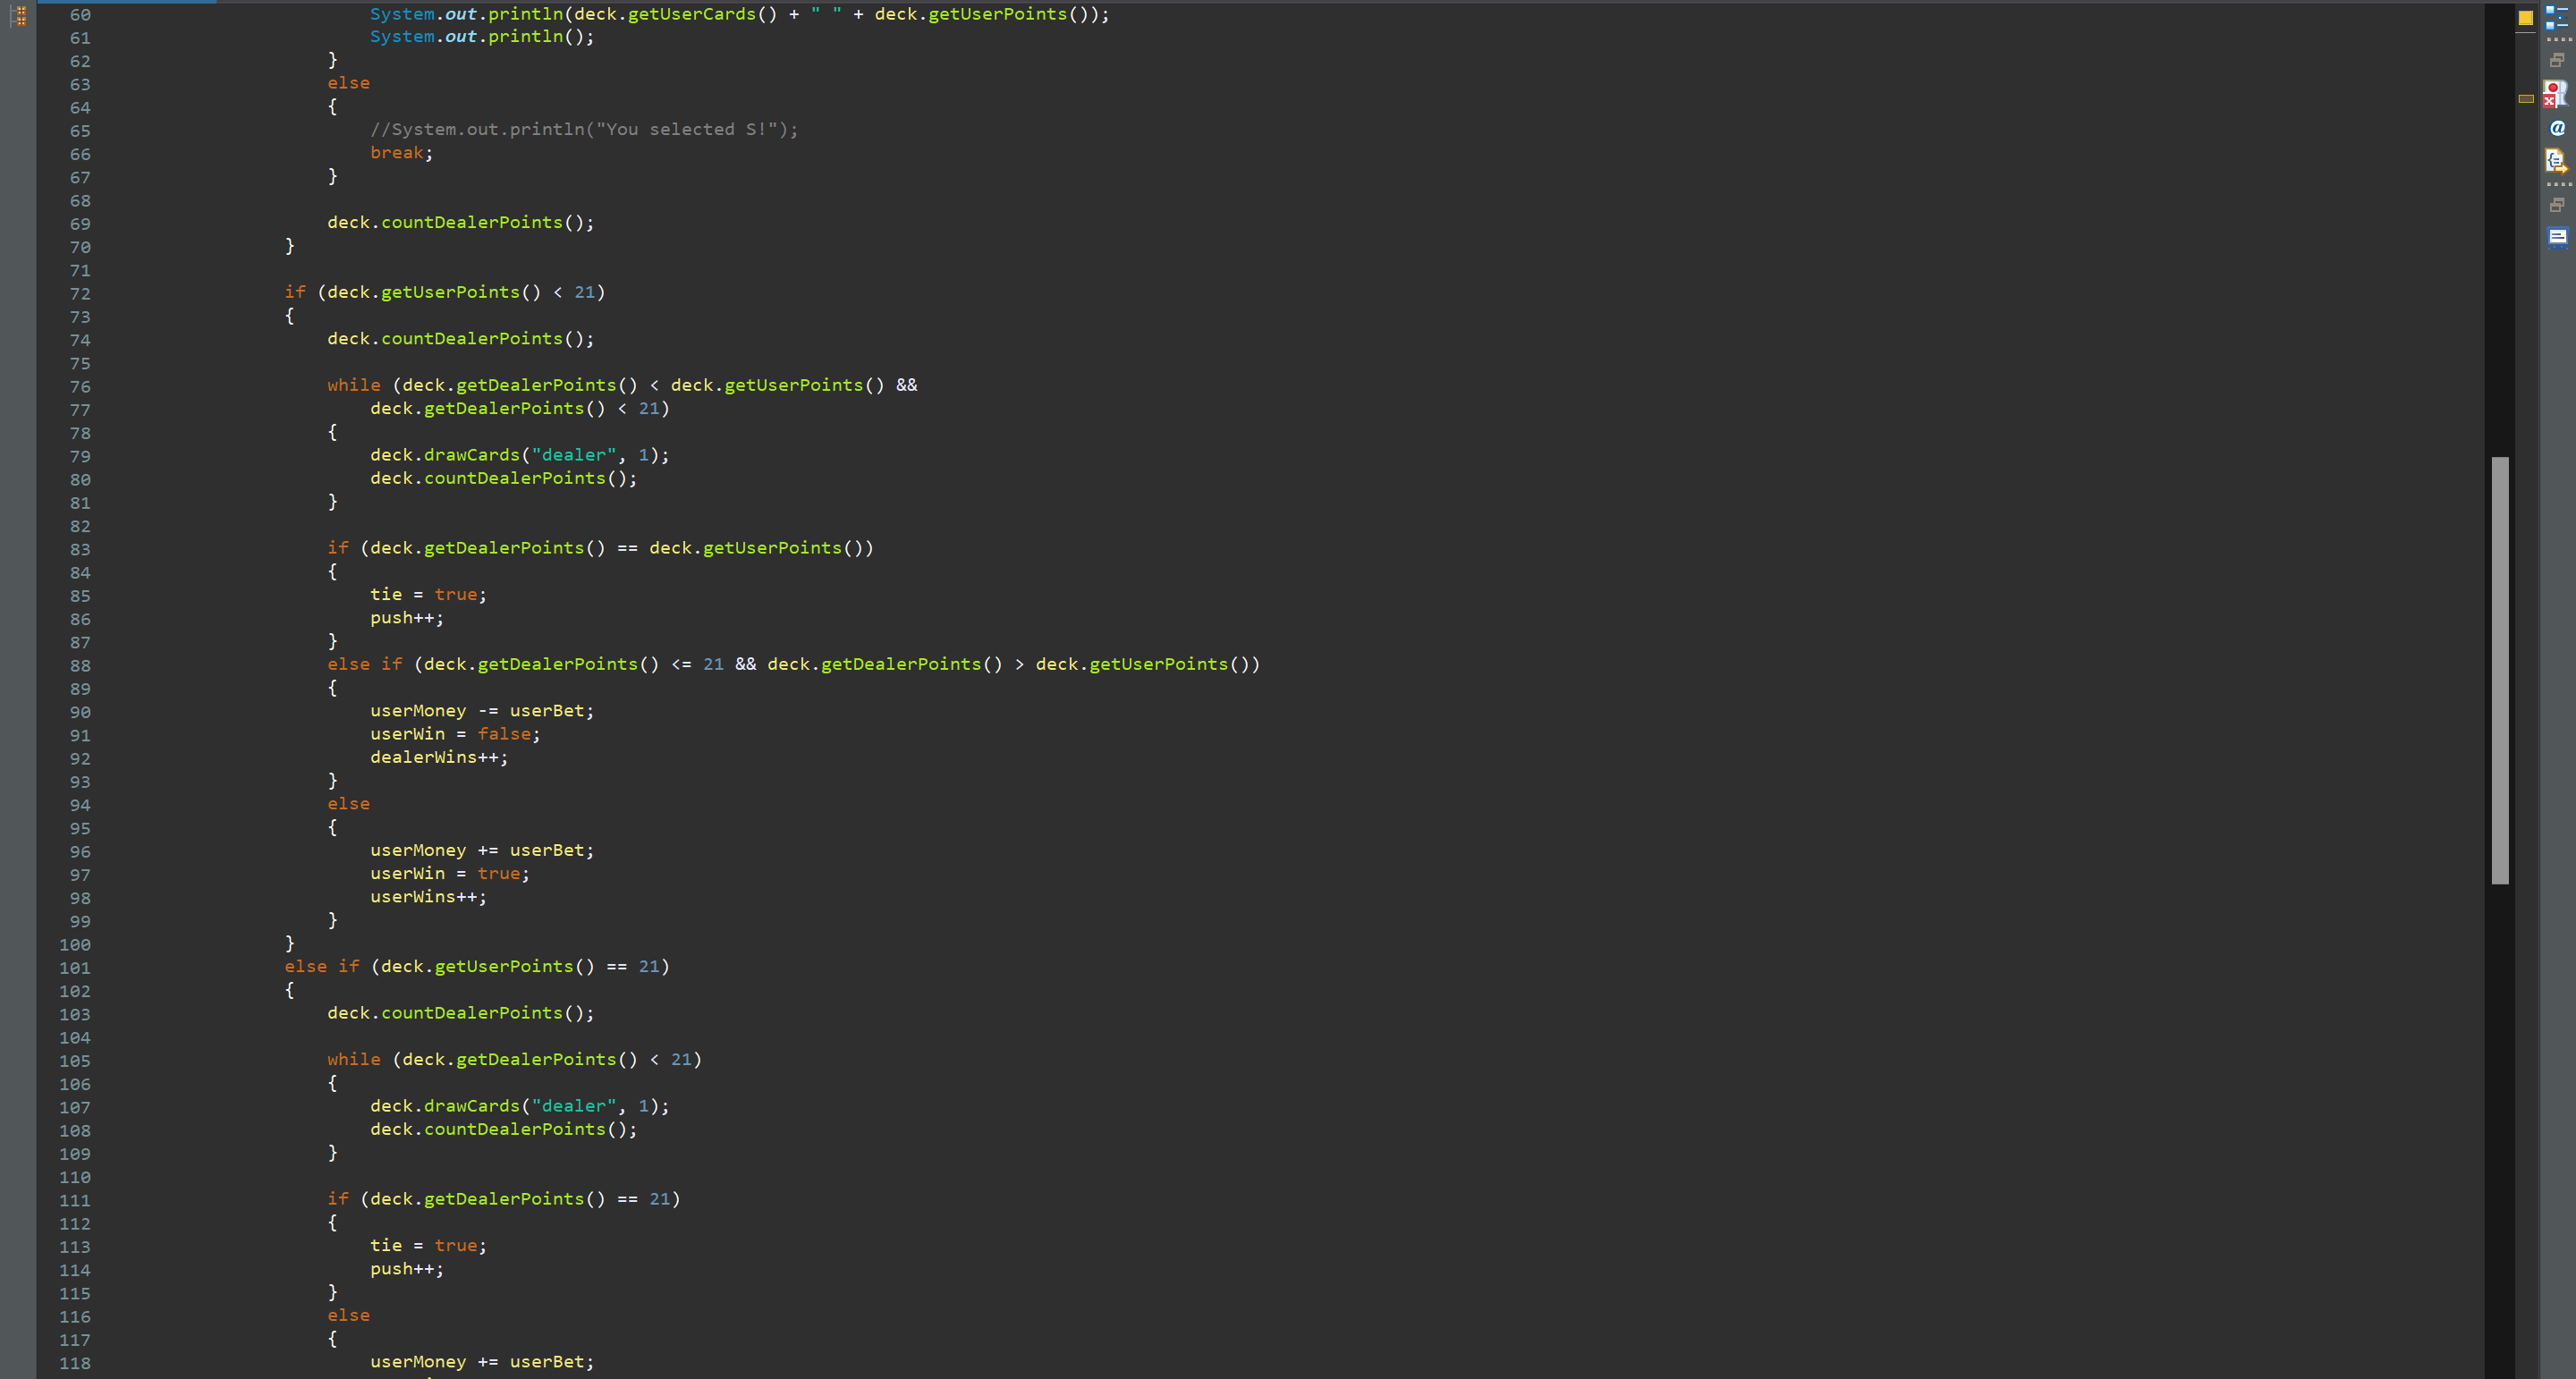 60 System.out.println(deck.getUserCards() + " " + deck.getUserPoints());
61 System.out.println();
62 }
63 else
64 {
65 //System.out.println("You selected S!");
66 break;
67 }
68
69 deck.countDealerPoints();
70 }
71
72 if (deck.getUserPoints() < 21)
73 {
74 deck.countDealerPoints();
75
76 while (deck.getDealerPoints() < deck.getUserPoints() &&
77 deck.getDealerPoints() < 21)
78 {
79 deck.drawCards("dealer", 1);
80 deck.countDealerPoints();
81 }
82
83 if (deck.getDealerPoints() == deck.getUserPoints())
84 {
85 tie = true;
86 push++;
87 }
88 else if (deck.getDealerPoints() <= 21 && deck.getDealerPoints() > deck.getUserPoints())
89 {
90 userMoney -= userBet;
91 userWin = false;
92 dealerWins++;
93 }
94 else
95 {
96 userMoney += userBet;
97 userWin = true;
98 userWins++;
99 }
100 }
101 else if (deck.getUserPoints() == 21)
102 {
103 deck.countDealerPoints();
104
105 while (deck.getDealerPoints() < 21)
106 {
107 deck.drawCards("dealer", 1);
108 deck.countDealerPoints();
109 }
110
111 if (deck.getDealerPoints() == 21)
112 {
113 tie = true;
114 push++;
115 }
116 else
117 {
118 userMoney += userBet;